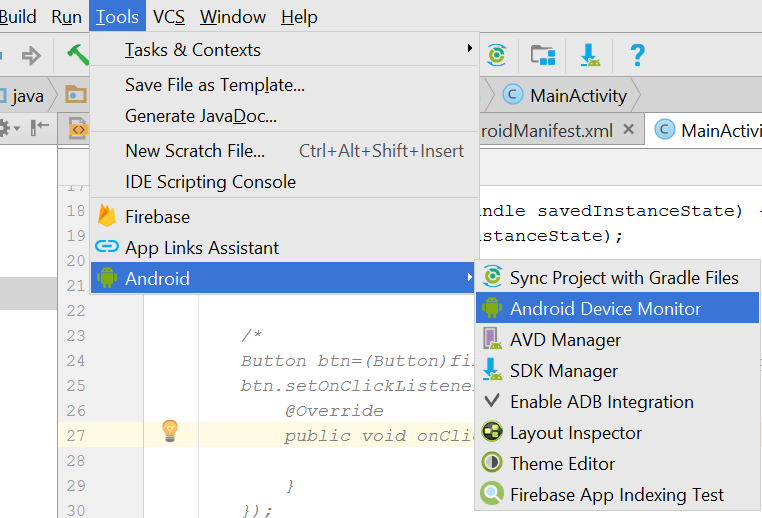 Build Run Tools VCS Window Help
Tasks & Contexts
Save File as Template...
Generate JavaDoc...
New Scratch File... Ctrl+Alt+Shift+Insert
IDE Scripting Console
Firebase
App Links Assistant
Android
Sync Project with Gradle Files
Android Device Monitor
AVD Manager
SDK Manager
Enable ADB Integration
Layout Inspector
Theme Editor
Firebase App Indexing Test
java MainActivity
roidManifest.xml MainActivi
18 ndle savedInstanceState) {
19 nstanceState);
20
21
22
23 /*
24 Button btn=(Button)fi
25 btn.setOnClickListene
26 @Override
27 public void onCli
28
29 }
30 });